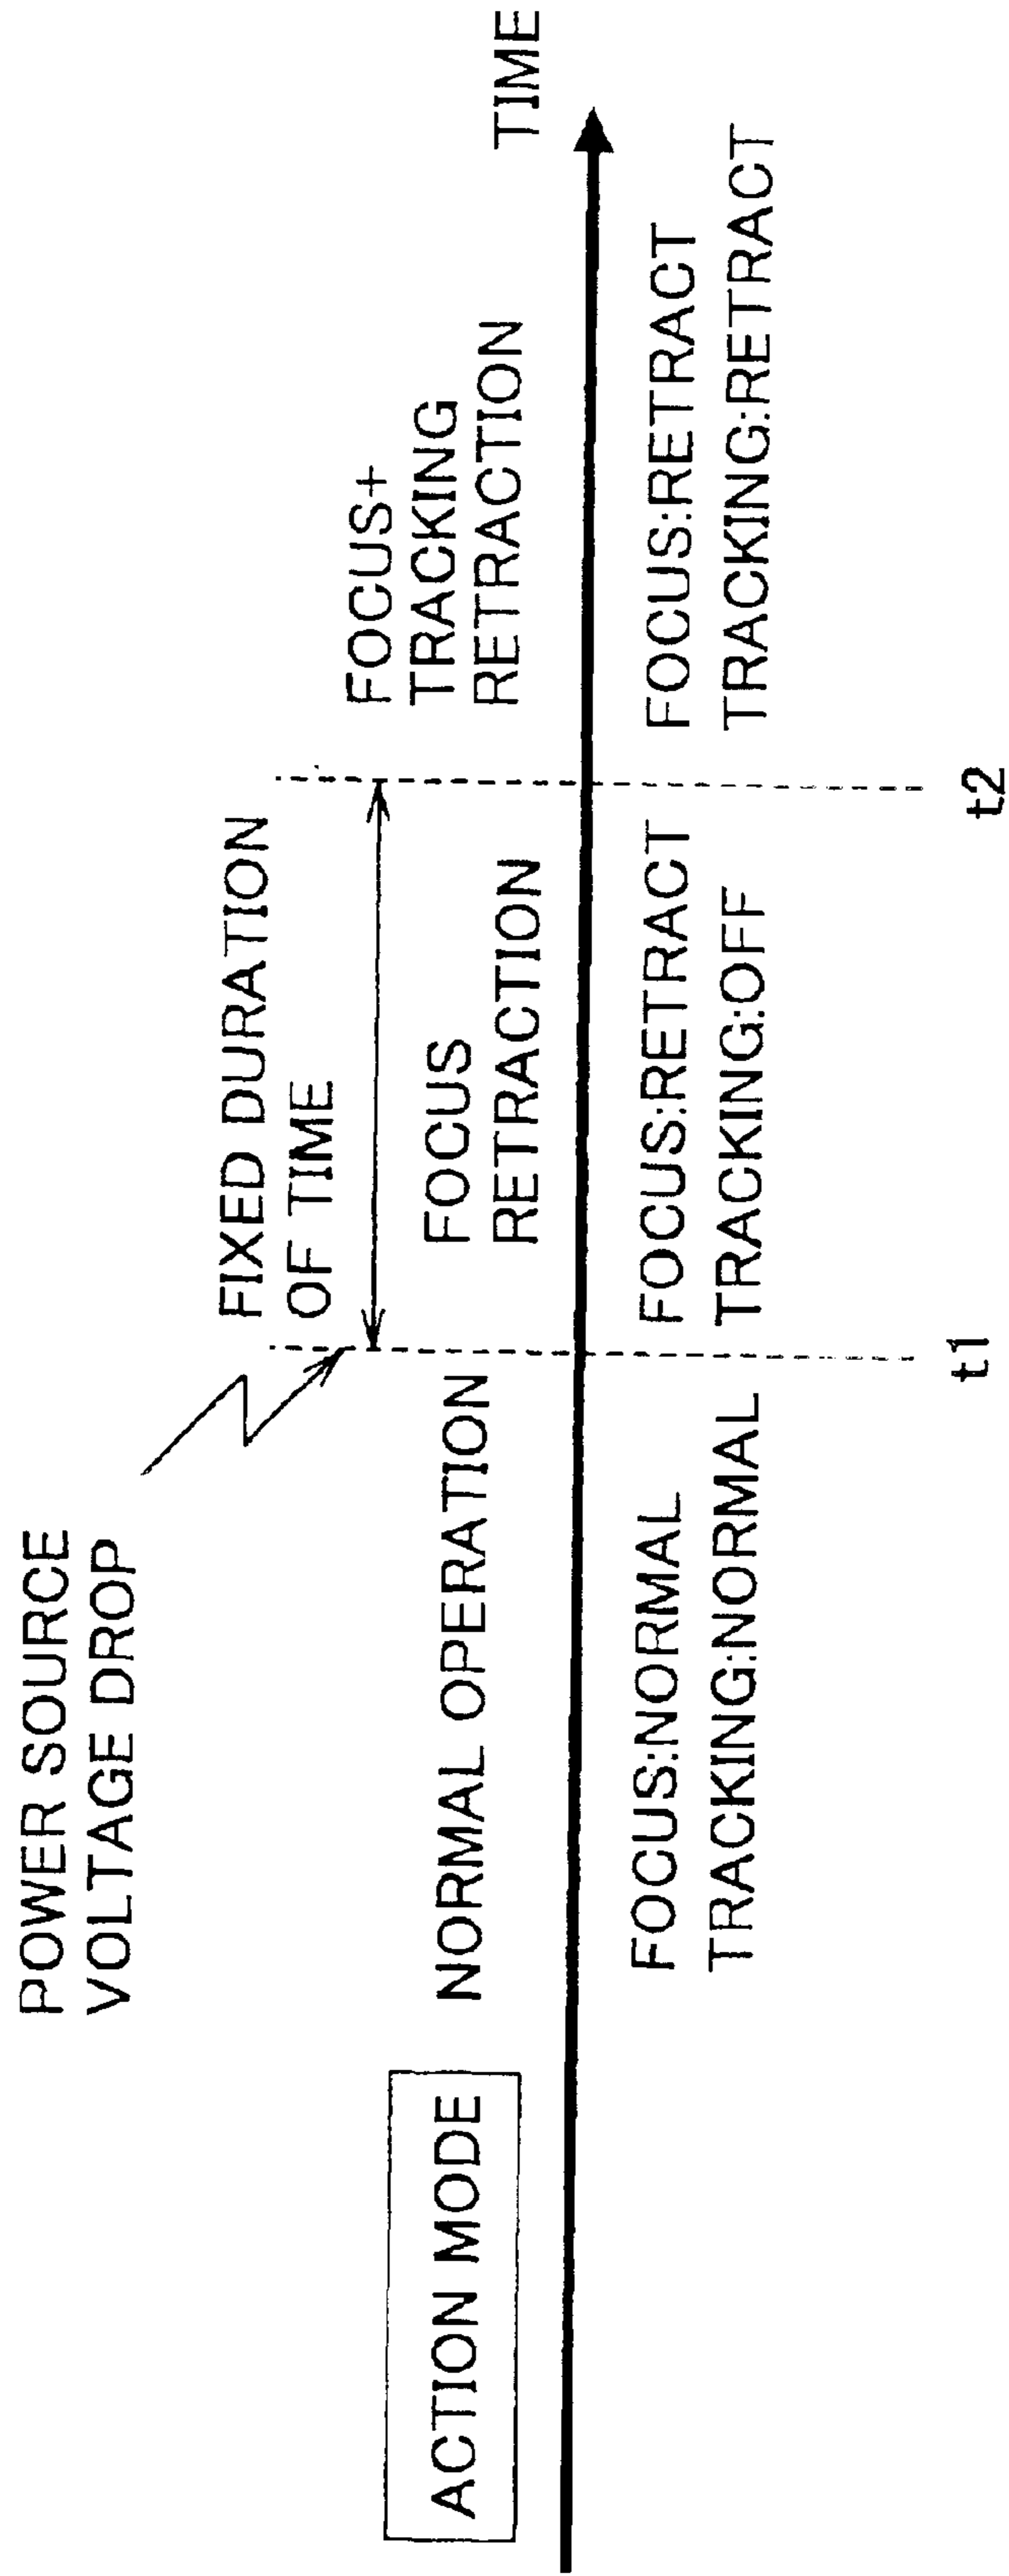 POWER SOURCE
VOLTAGE DROP
FIXED DURATION
OF TIME
ACTION MODE
NORMAL OPERATION
FOCUS
RETRACTION
FOCUS+
TRACKING
RETRACTION
TIME
FOCUS:NORMAL
TRACKING:NORMAL
FOCUS:RETRACT
TRACKING:OFF
FOCUS:RETRACT
TRACKING:RETRACT
t1
t2